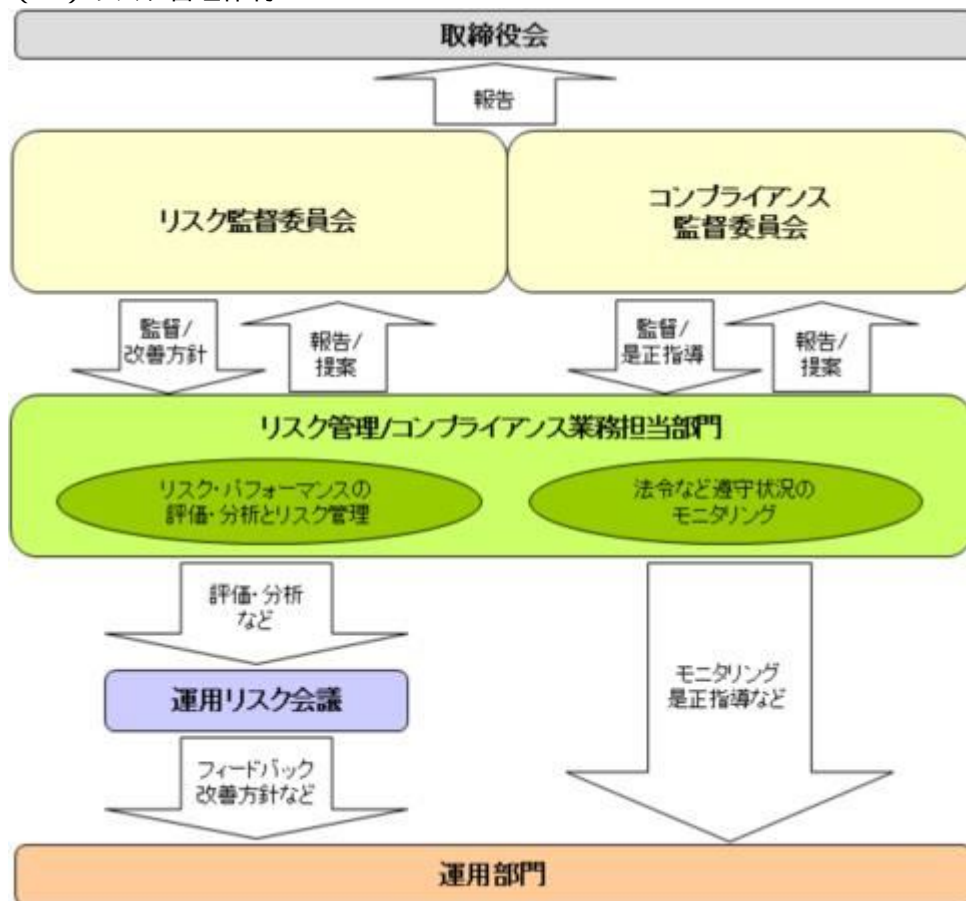 取締役会
報告
リスク監督委員会
コンプライアンス
監督委員会
監督/
改善方針
報告/
提案
監督/
是正指導
報告/
提案
リスク管理/コンプライアンス業務担当部門
リスク・パフォーマンスの
評価・分析とリスク管理
法令など遵守状況の
モニタリング
評価・分析
など
運用リスク会議
モニタリング
是正指導など
フィードバック
改善方針など
運用部門